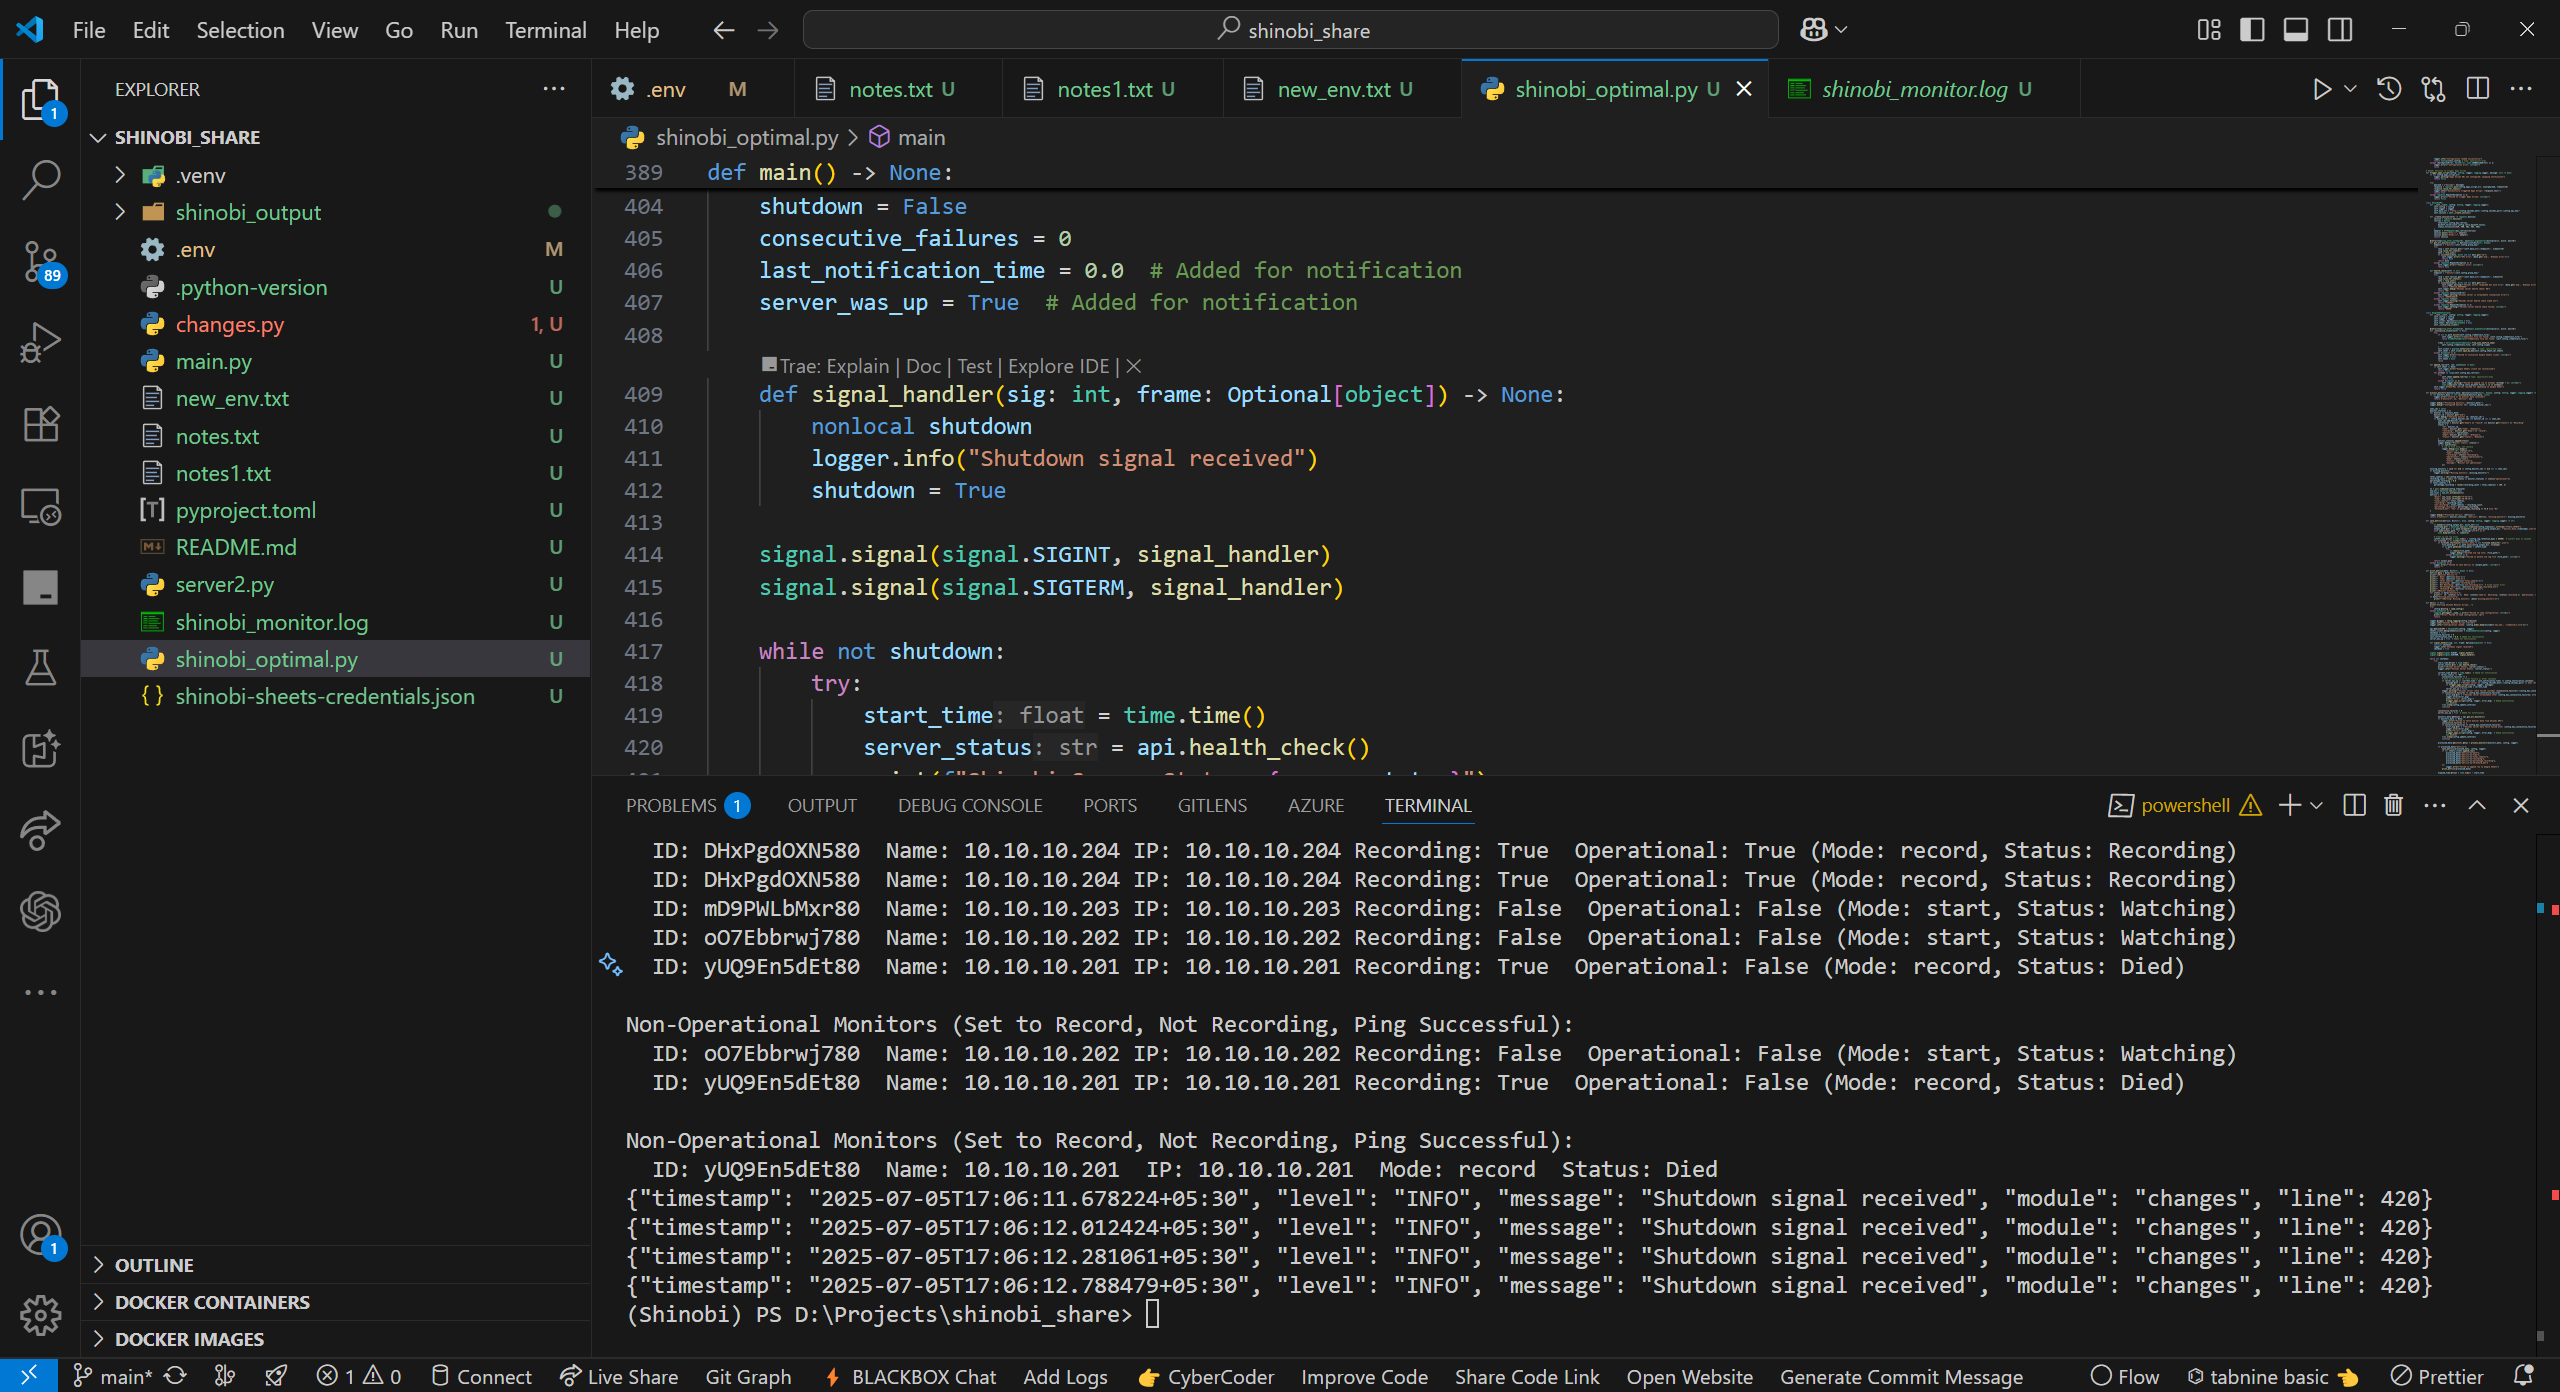 File Edit Selection View Go Run Terminal Help
shinobi_share
EXPLORER
SHINOBI_SHARE
.venv
shinobi_output
.env M
.python-version U
changes.py 1, U
main.py U
new_env.txt U
notes.txt U
notes1.txt U
pyproject.toml U
README.md U
server2.py U
shinobi_monitor.log U
shinobi_optimal.py U
shinobi-sheets-credentials.json U
OUTLINE
DOCKER CONTAINERS
DOCKER IMAGES
1
89
1
.env M notes.txt U notes1.txt U new_env.txt U shinobi_optimal.py U shinobi_monitor.log U
shinobi_optimal.py > main
389 def main() -> None:
404 shutdown = False
405 consecutive_failures = 0
406 last_notification_time = 0.0  # Added for notification
407 server_was_up = True  # Added for notification
408
Trae: Explain | Doc | Test | Explore IDE | X
409 def signal_handler(sig: int, frame: Optional[object]) -> None:
410 nonlocal shutdown
411 logger.info("Shutdown signal received")
412 shutdown = True
413
414 signal.signal(signal.SIGINT, signal_handler)
415 signal.signal(signal.SIGTERM, signal_handler)
416
417 while not shutdown:
418 try:
419 start_time: float = time.time()
420 server_status: str = api.health_check()
PROBLEMS 1 OUTPUT DEBUG CONSOLE PORTS GITLENS AZURE TERMINAL
powershell
ID: DHxPgdOXN580  Name: 10.10.10.204 IP: 10.10.10.204 Recording: True  Operational: True (Mode: record, Status: Recording)
ID: DHxPgdOXN580  Name: 10.10.10.204 IP: 10.10.10.204 Recording: True  Operational: True (Mode: record, Status: Recording)
ID: mD9PWLbMxr80  Name: 10.10.10.203 IP: 10.10.10.203 Recording: False  Operational: False (Mode: start, Status: Watching)
ID: oO7Ebbrwj780  Name: 10.10.10.202 IP: 10.10.10.202 Recording: False  Operational: False (Mode: start, Status: Watching)
ID: yUQ9En5dEt80  Name: 10.10.10.201 IP: 10.10.10.201 Recording: True  Operational: False (Mode: record, Status: Died)
Non-Operational Monitors (Set to Record, Not Recording, Ping Successful):
ID: oO7Ebbrwj780  Name: 10.10.10.202 IP: 10.10.10.202 Recording: False  Operational: False (Mode: start, Status: Watching)
ID: yUQ9En5dEt80  Name: 10.10.10.201 IP: 10.10.10.201 Recording: True  Operational: False (Mode: record, Status: Died)
Non-Operational Monitors (Set to Record, Not Recording, Ping Successful):
ID: yUQ9En5dEt80  Name: 10.10.10.201  IP: 10.10.10.201  Mode: record  Status: Died
{"timestamp": "2025-07-05T17:06:11.678224+05:30", "level": "INFO", "message": "Shutdown signal received", "module": "changes", "line": 420}
{"timestamp": "2025-07-05T17:06:12.012424+05:30", "level": "INFO", "message": "Shutdown signal received", "module": "changes", "line": 420}
{"timestamp": "2025-07-05T17:06:12.281061+05:30", "level": "INFO", "message": "Shutdown signal received", "module": "changes", "line": 420}
{"timestamp": "2025-07-05T17:06:12.788479+05:30", "level": "INFO", "message": "Shutdown signal received", "module": "changes", "line": 420}
(Shinobi) PS D:\Projects\shinobi_share>
main* 1 0 Connect Live Share Git Graph BLACKBOX Chat Add Logs CyberCoder Improve Code Share Code Link Open Website Generate Commit Message Flow tabnine basic Prettier